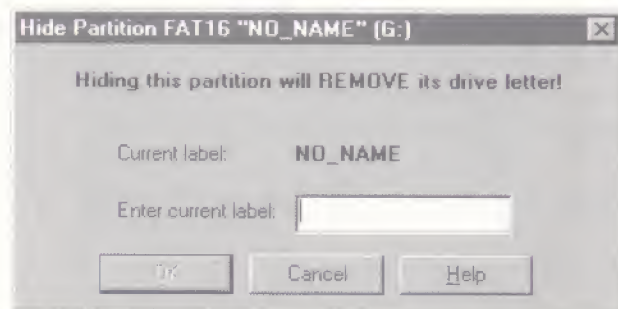 Hide Partition FAT16 "NO_NAME" (G:)
Hiding this partition will REMOVE its drive letter!
Current label: NO_NAME
Enter current label:
OK Cancel Help